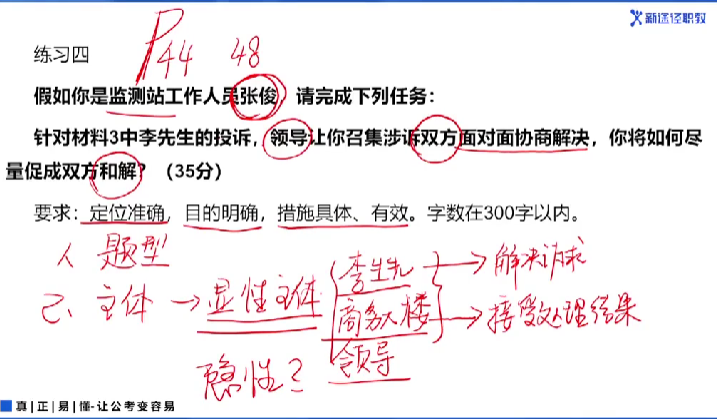 新途径职教
练习四 P44 48
假如你是监测站工作人员张俊，请完成下列任务：
针对材料3中李先生的投诉，领导让你召集涉诉双方面对面协商解决，你将如何尽
量促成双方和解？（35分）
要求：定位准确，目的明确，措施具体、有效。字数在300字以内。
1、题型
李先生 → 解决请求
2、主体 → 显性主体 商务大楼 → 接受处理结果
领导
隐性？
真|正|易|懂-让公考变容易